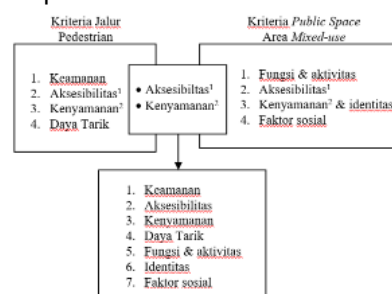 Kriteria Jalur
Pedestrian
Kriteria Public Space
Area Mixed-use
1. Keamanan
2. Aksesibilitas¹
3. Kenyamanan²
4. Daya Tarik
• Aksesibiltas¹
• Kenyamanan²
1. Fungsi & aktivitas
2. Aksesibilitas¹
3. Kenyamanan² & identitas
4. Faktor sosial
1. Keamanan
2. Aksesibilitas
3. Kenyamanan
4. Daya Tarik
5. Fungsi & aktivitas
6. Identitas
7. Faktor sosial